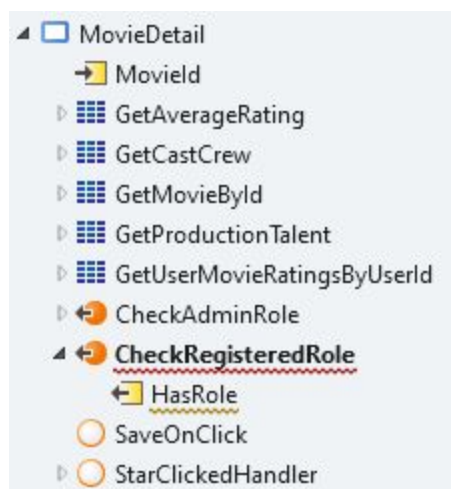 MovieDetail
MovieId
GetAverageRating
GetCastCrew
GetMovieById
GetProductionTalent
GetUserMovieRatingsByUserId
CheckAdminRole
CheckRegisteredRole
HasRole
SaveOnClick
StarClickedHandler